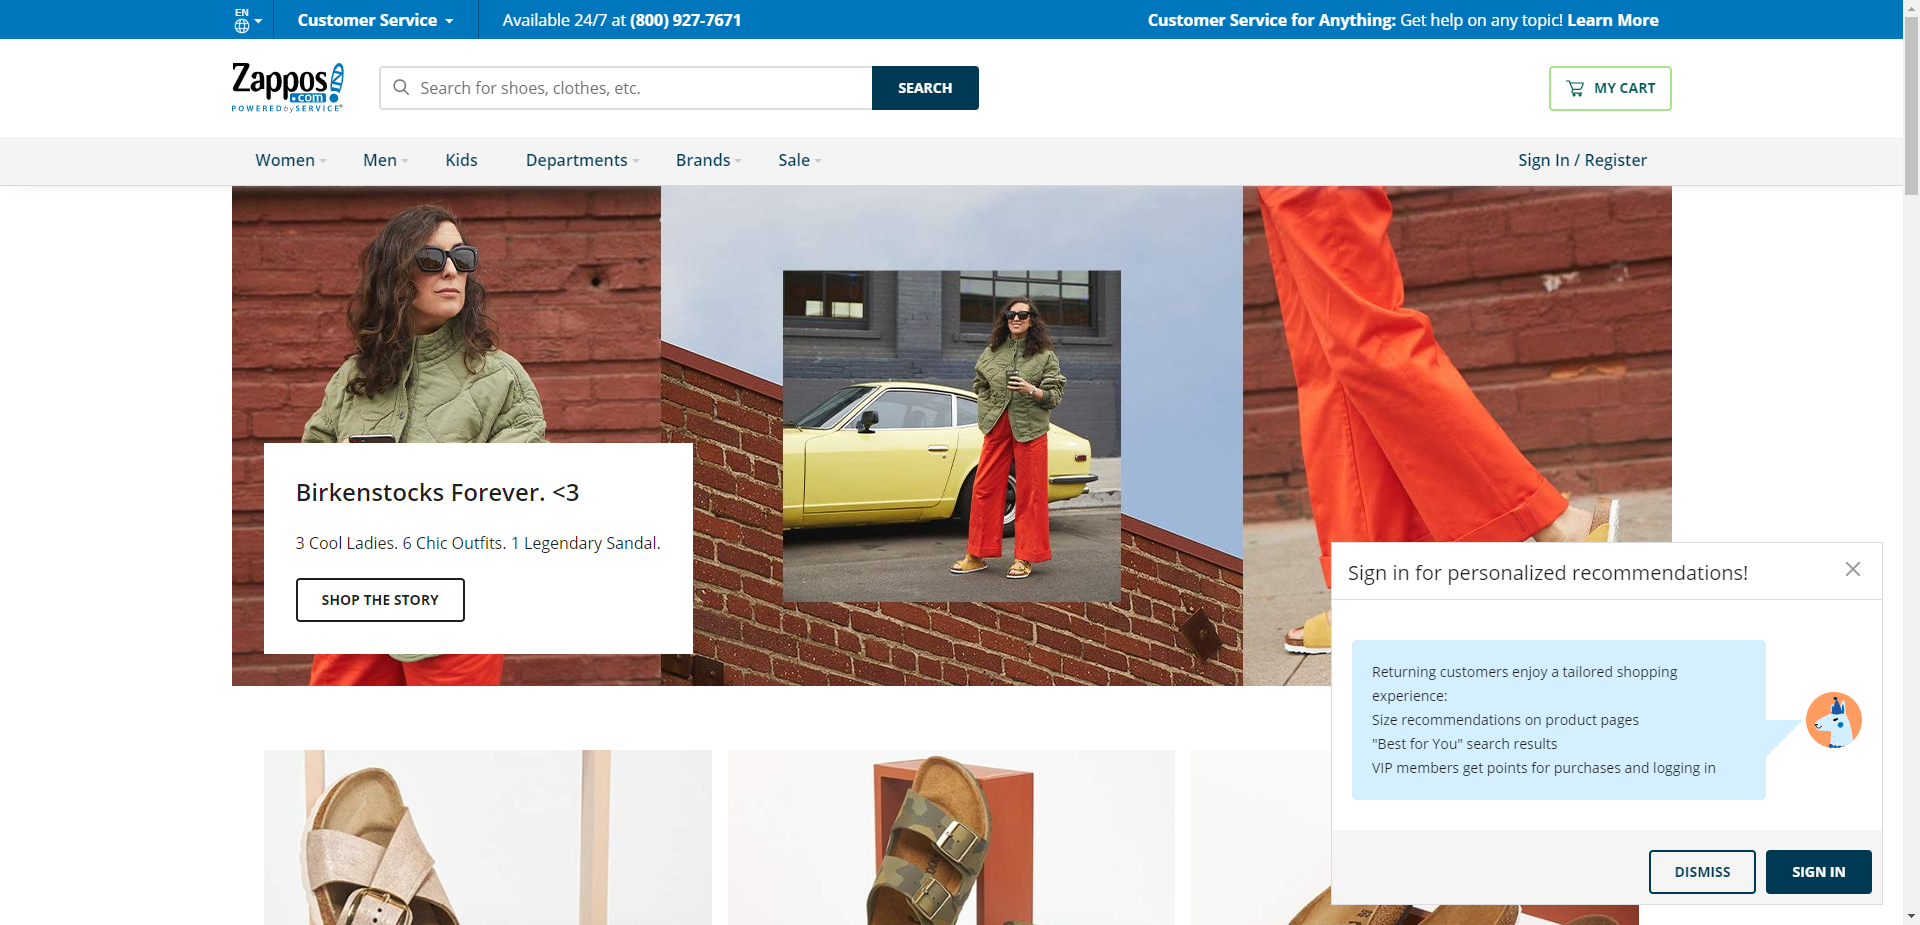 EN
Customer Service
Available 24/7 at (800) 927-7671
Customer Service for Anything: Get help on any topic! Learn More
Zappos
.com
POWERED by SERVICE®
Search for shoes, clothes, etc.
SEARCH
MY CART
Women
Men
Kids
Departments
Brands
Sale
Sign In / Register
Birkenstocks Forever. <3
3 Cool Ladies. 6 Chic Outfits. 1 Legendary Sandal.
SHOP THE STORY
Sign in for personalized recommendations!
Returning customers enjoy a tailored shopping
experience:
Size recommendations on product pages
"Best for You" search results
VIP members get points for purchases and logging in
DISMISS
SIGN IN